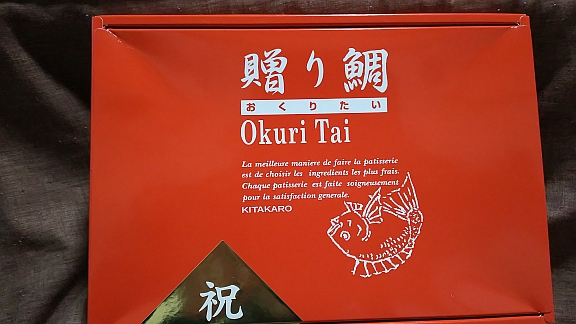 贈り鯛
おくりたい
Okuri Tai
La meilleure maniere de faire la patisserie
est de choisir les ingredients les plus frais.
Chaque patisserie est faite soigneusement
pour la satisfaction generale.
KITAKARO
祝